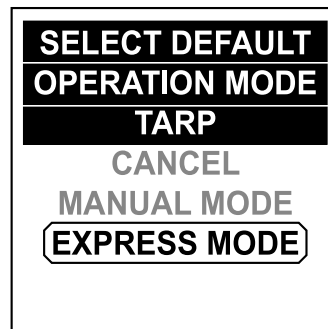 SELECT DEFAULT
OPERATION MODE
TARP
CANCEL
MANUAL MODE
EXPRESS MODE